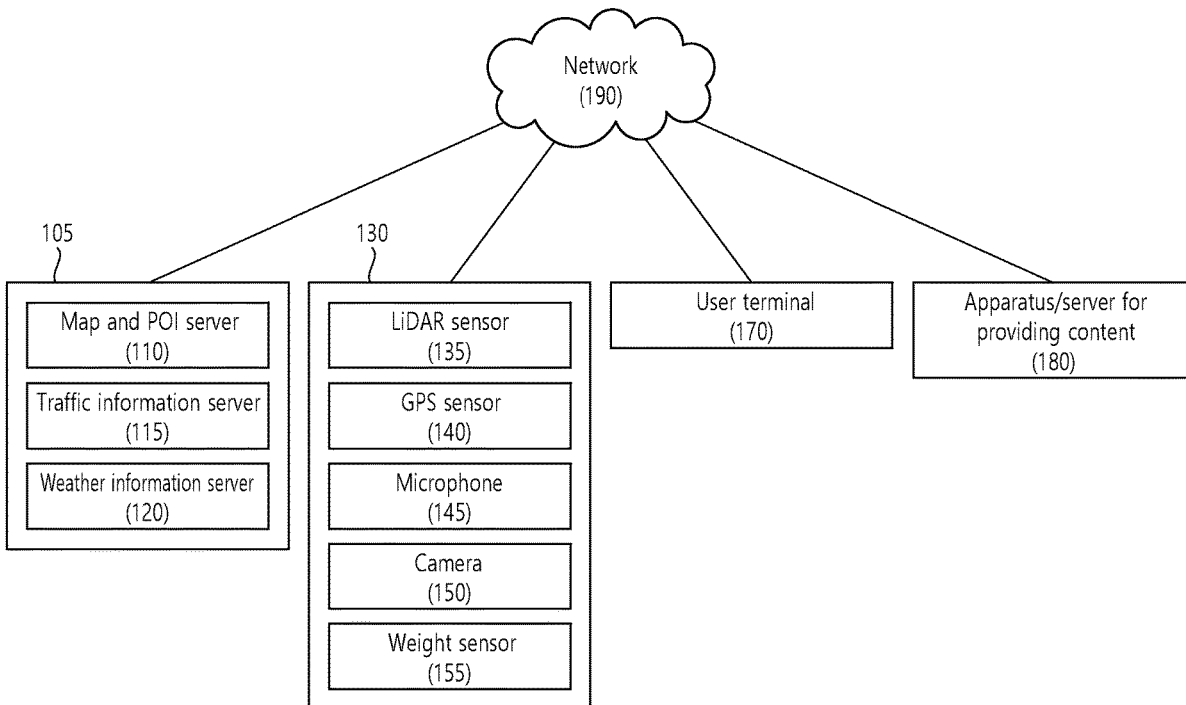 Network
(190)
105
130
Map and POI server
(110)
Traffic information server
(115)
Weather information server
(120)
LiDAR sensor
(135)
GPS sensor
(140)
Microphone
(145)
Camera
(150)
Weight sensor
(155)
User terminal
(170)
Apparatus/server for
providing content
(180)